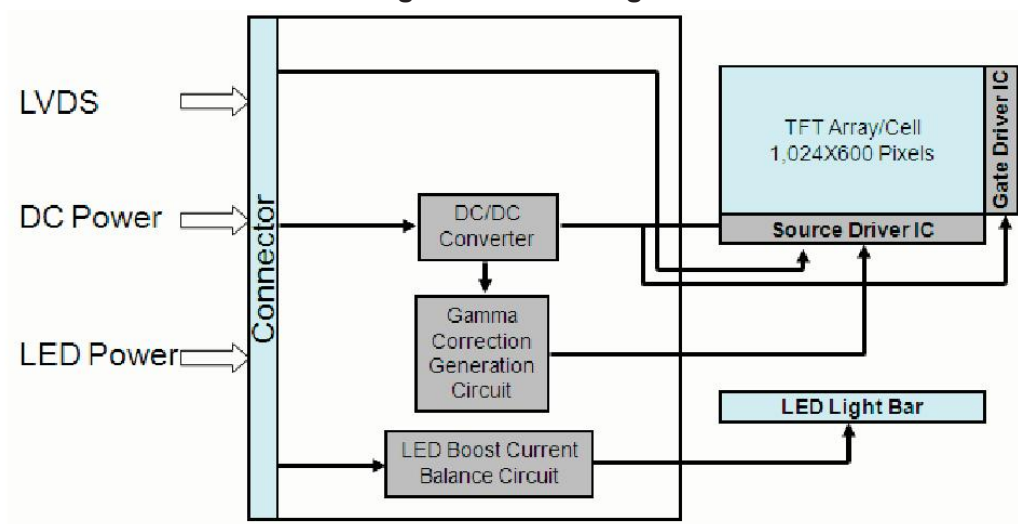 LVDS
DC Power
LED Power
Connector
DC/DC
Converter
Gamma
Correction
Generation
Circuit
LED Boost Current
Balance Circuit
TFT Array/Cell
1,024X600 Pixels
Gate Driver IC
Source Driver IC
LED Light Bar